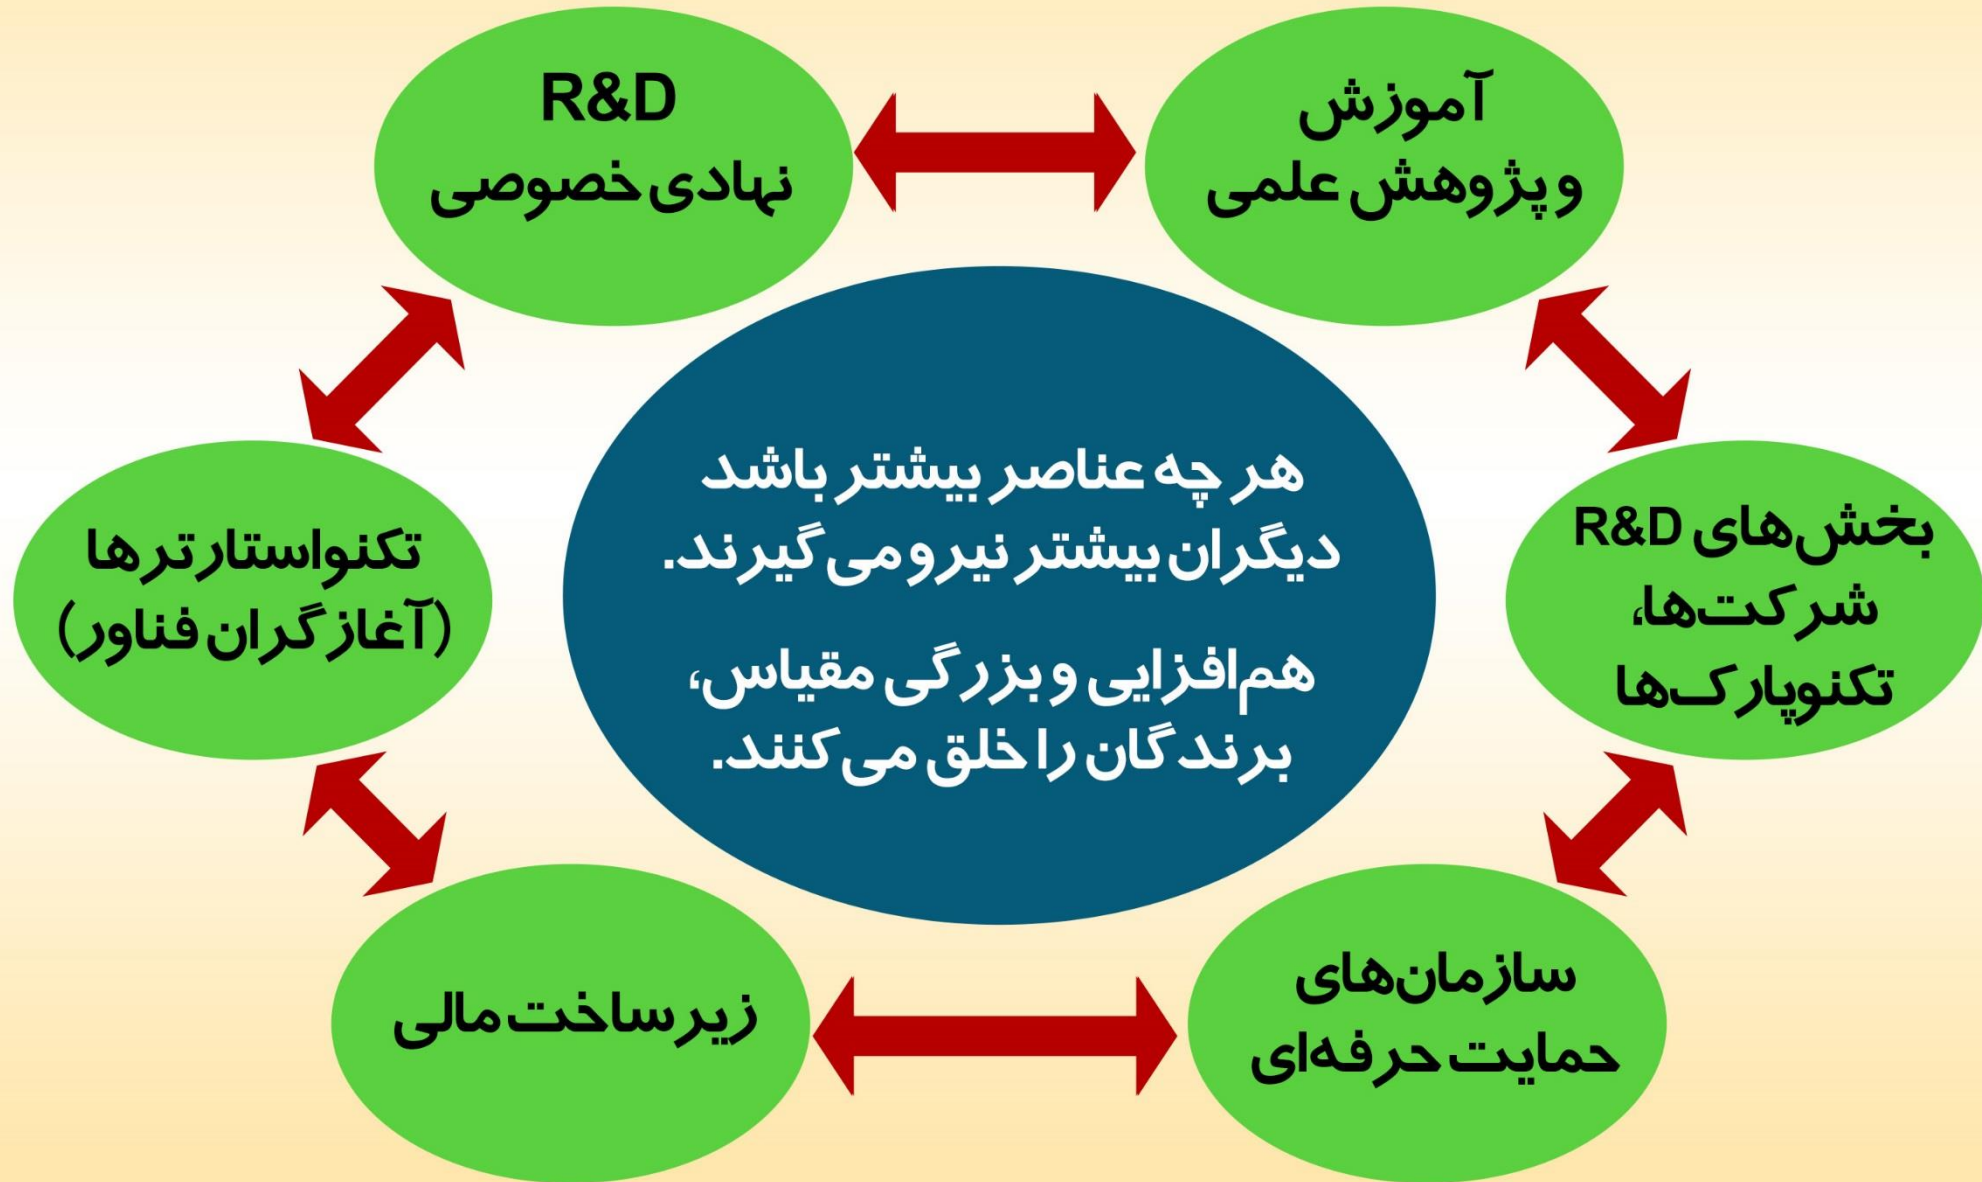 آموزش
و پژوهش علمی
R&D
نهادی خصوصی
هر چه عناصر بیشتر باشد
دیگران بیشتر نیرو می‌گیرند.
هم‌افزایی و بزرگی مقیاس،
برندگان را خلق می‌کنند.
بخش‌های R&D
شرکت‌ها،
تکنوپارک‌ها
تکنواستارترها
(آغازگران فناور)
سازمان‌های
حمایت حرفه‌ای
زیرساخت مالی